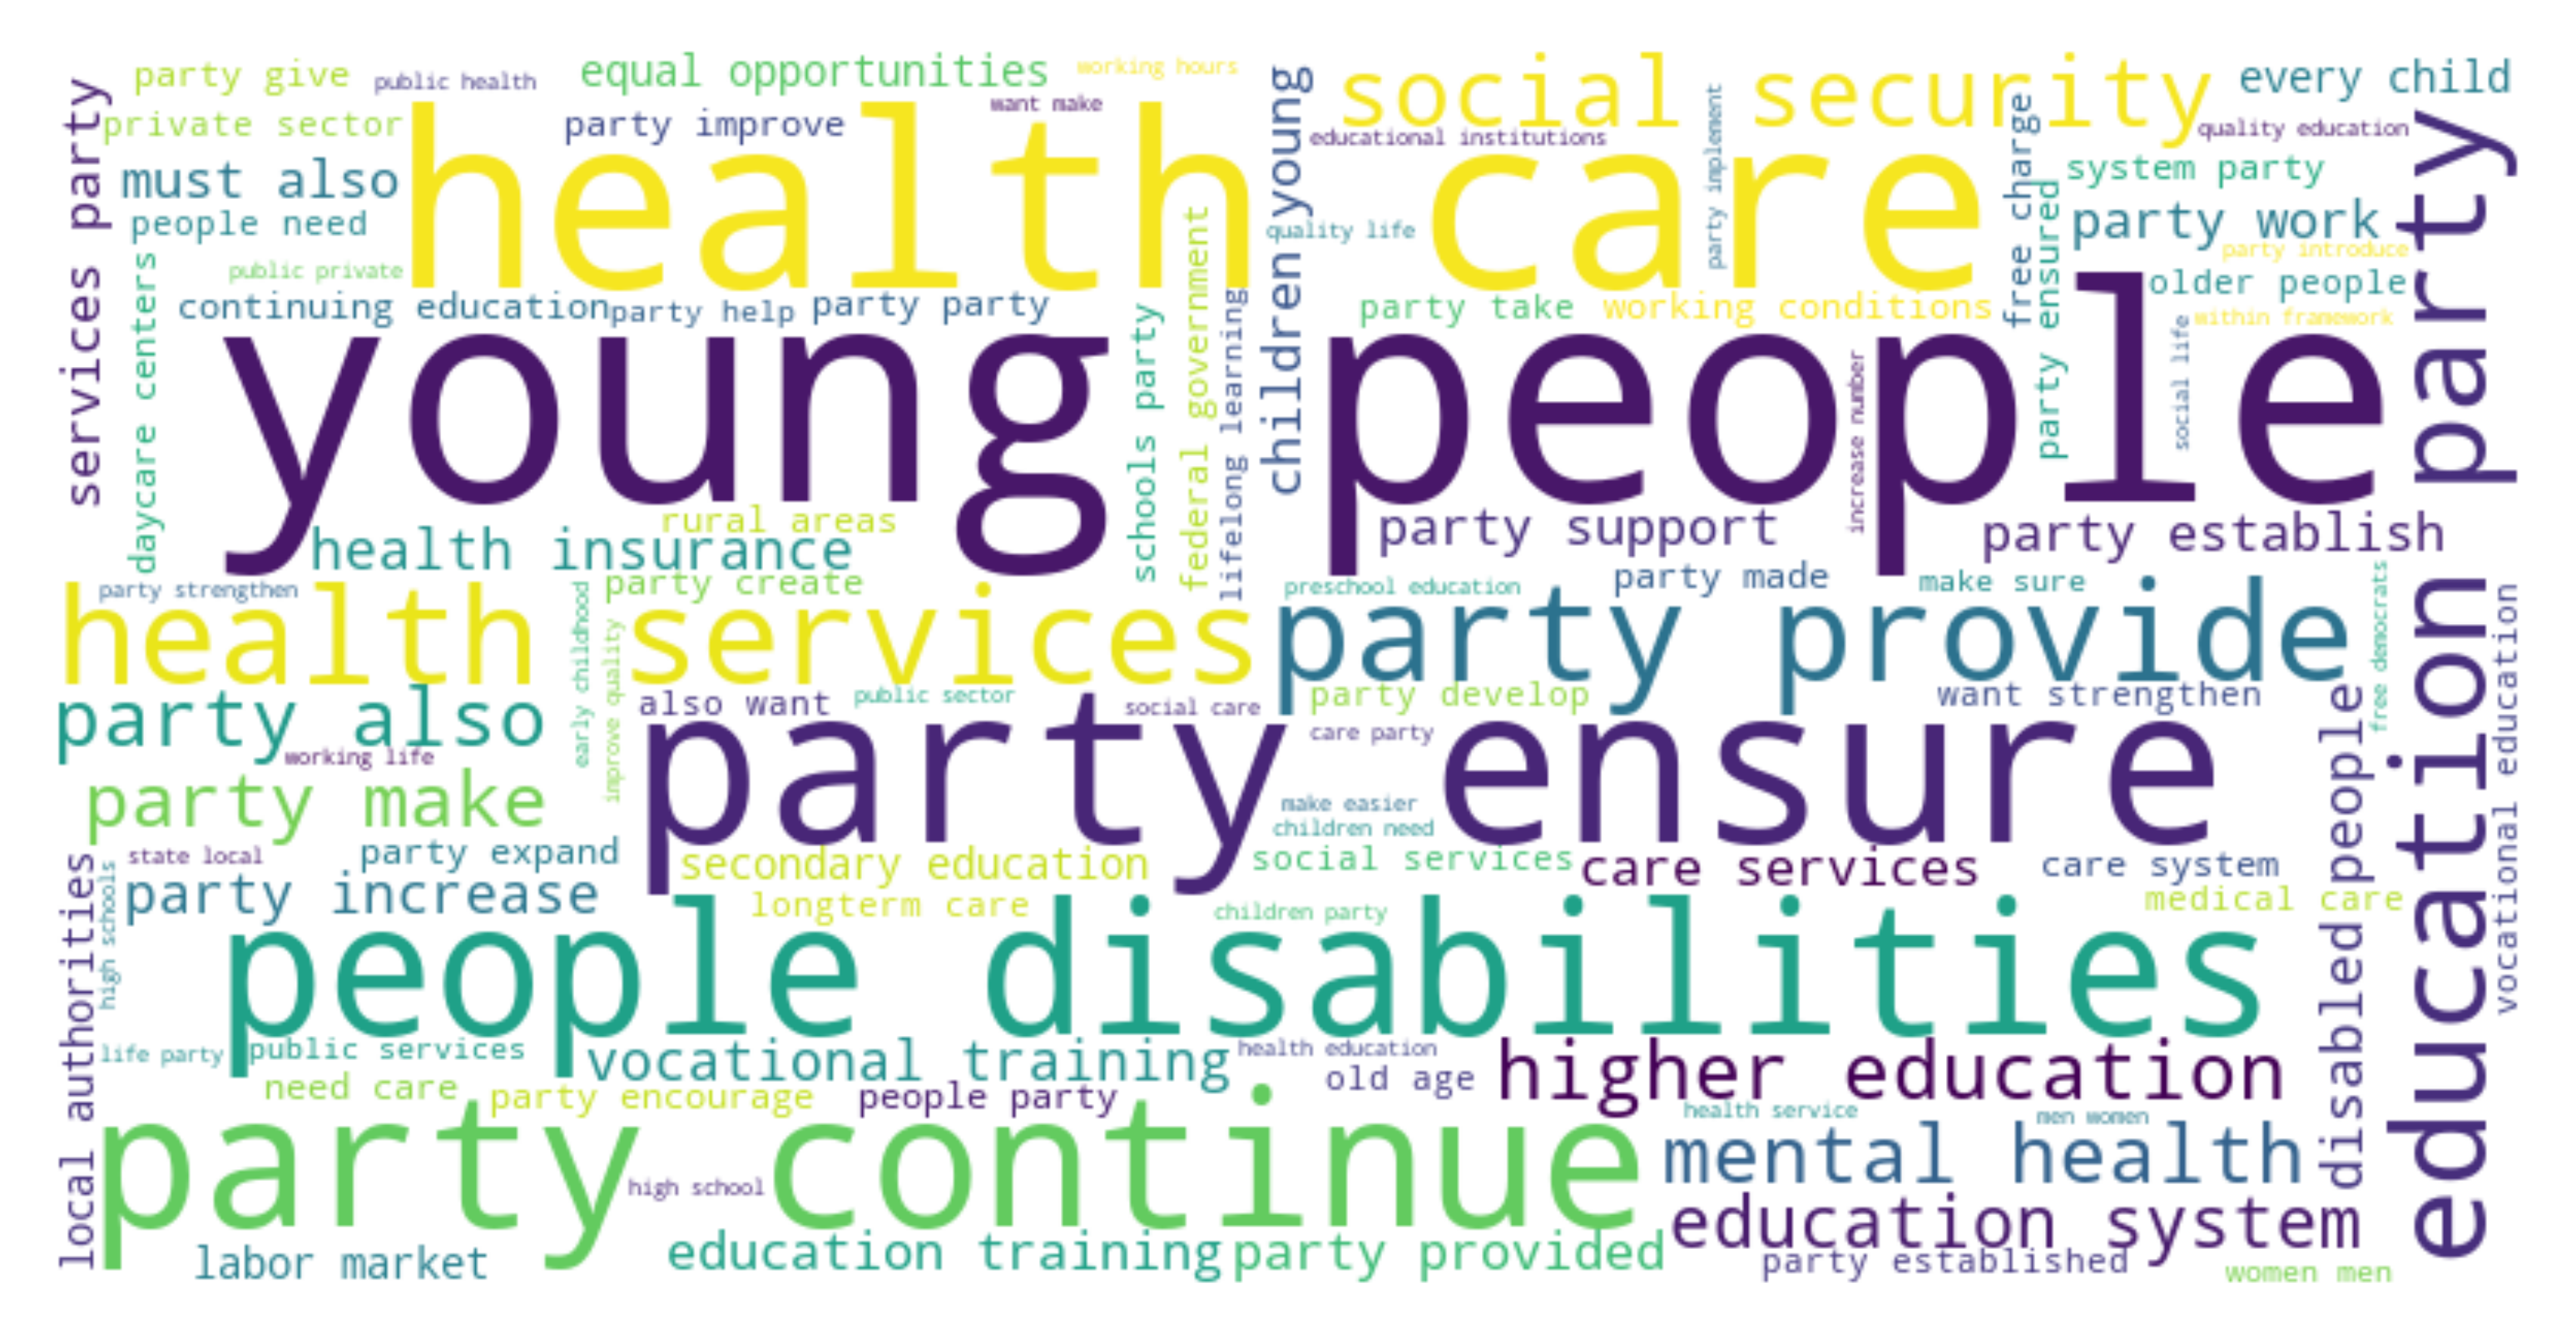 party give
public health
equal opportunities
working hours
social security
every child
private sector
party improve
want make
educational institutions
quality education
health care
must also
system party
people need
quality life
party work
party introduce
public private
older people
continuing education
party help
party party
party take
working conditions
within framework
services party
daycare centers
schools party
federal government
lifelong learning
children young
party implement
free charge
party ensured
social life
increase number
education party
young people
rural areas
party support
party establish
health insurance
party strengthen
party create
preschool education
party made
make sure
health services
party provide
early childhood
improve quality
free democrats
vocational education
party also
also want
public sector
social care
party develop
want strengthen
working life
care party
party ensure
party make
make easier
children need
state local
party expand
secondary education
social services
care services
care system
party increase
longterm care
children party
medical care
local authorities
high schools
disabled people
people disabilities
life party
public services
vocational training
health education
old age
higher education
need care
party encourage
people party
health service
men women
party continue
mental health
high school
education system
labor market
education training
party provided
party established
women men